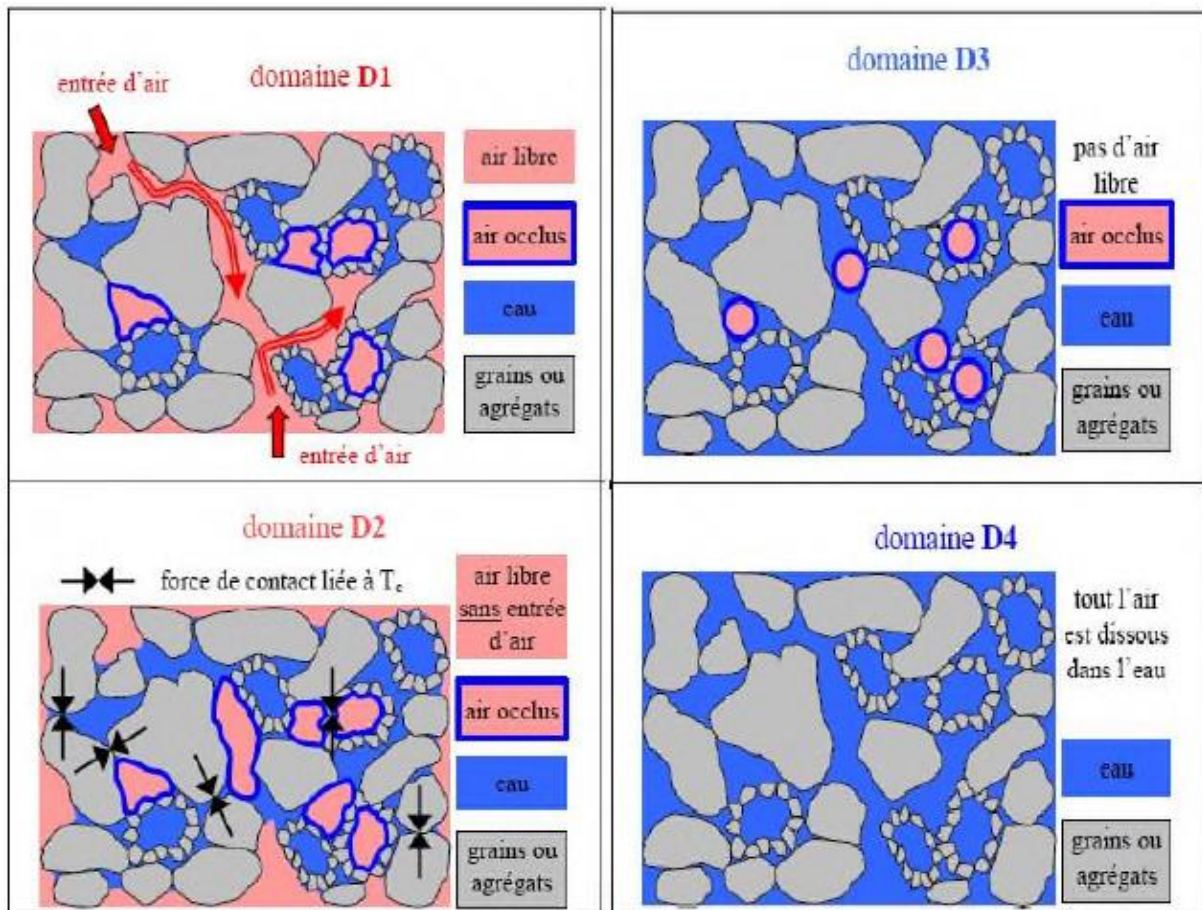 domaine D1
entrée d'air
air libre
air occlus
eau
grains ou
agrégats
entrée d'air
domaine D3
pas d'air
libre
air occlus
eau
grains ou
agrégats
domaine D2
force de contact liée à Tc
air libre
sans entrée
d'air
air occlus
eau
grains ou
agrégats
domaine D4
tout l'air
est dissous
dans l'eau
eau
grains ou
agrégats